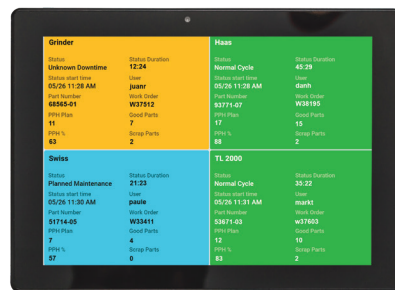 Grinder
Status Status Duration
Unknown Downtime 12:24
Status start time User
05/26 11:28 AM juanr
Part Number Work Order
68565-01 W37512
PPH Plan Good Parts
11 7
PPH % Scrap Parts
63 2
Haas
Status Status Duration
Normal Cycle 45:29
Status start time User
05/26 11:28 AM danh
Part Number Work Order
93771-07 W38195
PPH Plan Good Parts
17 15
PPH % Scrap Parts
88 2
Swiss
Status Status Duration
Planned Maintenance 21:23
Status start time User
05/26 11:30 AM paule
Part Number Work Order
51714-05 W33411
PPH Plan Good Parts
7 4
PPH % Scrap Parts
57 0
TL 2000
Status Status Duration
Normal Cycle 35:22
Status start time User
05/26 11:31 AM markt
Part Number Work Order
53671-03 w37603
PPH Plan Good Parts
12 10
PPH % Scrap Parts
83 2